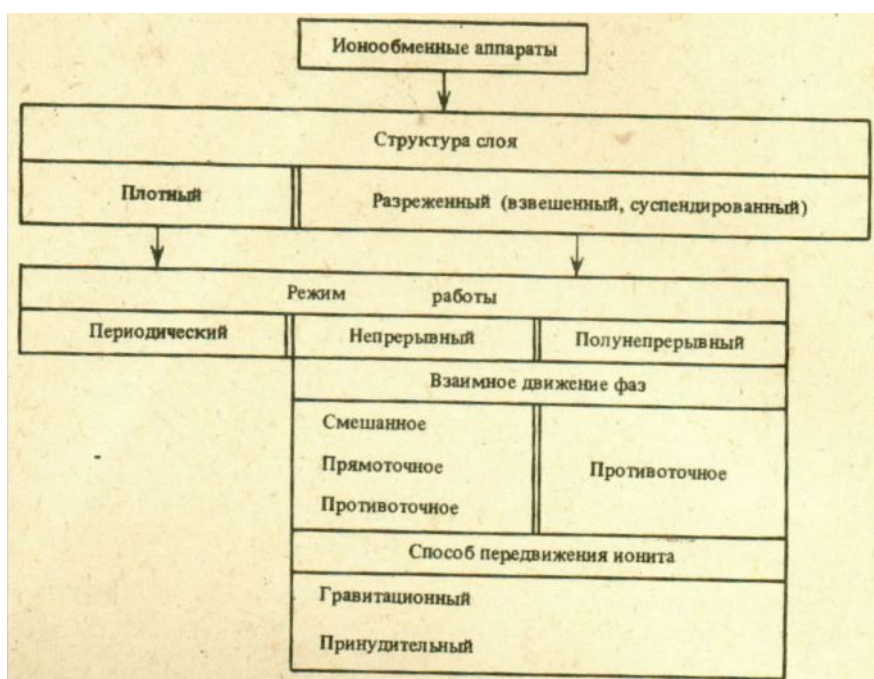 Ионообменные аппараты
Структура слоя
Плотный
Разреженный (взвешенный, суспендированный)
Режим работы
Периодический
Непрерывный
Полунепрерывный
Взаимное движение фаз
Смешанное
Прямоточное
Противоточное
Противоточное
Способ передвижения ионита
Гравитационный
Принудительный